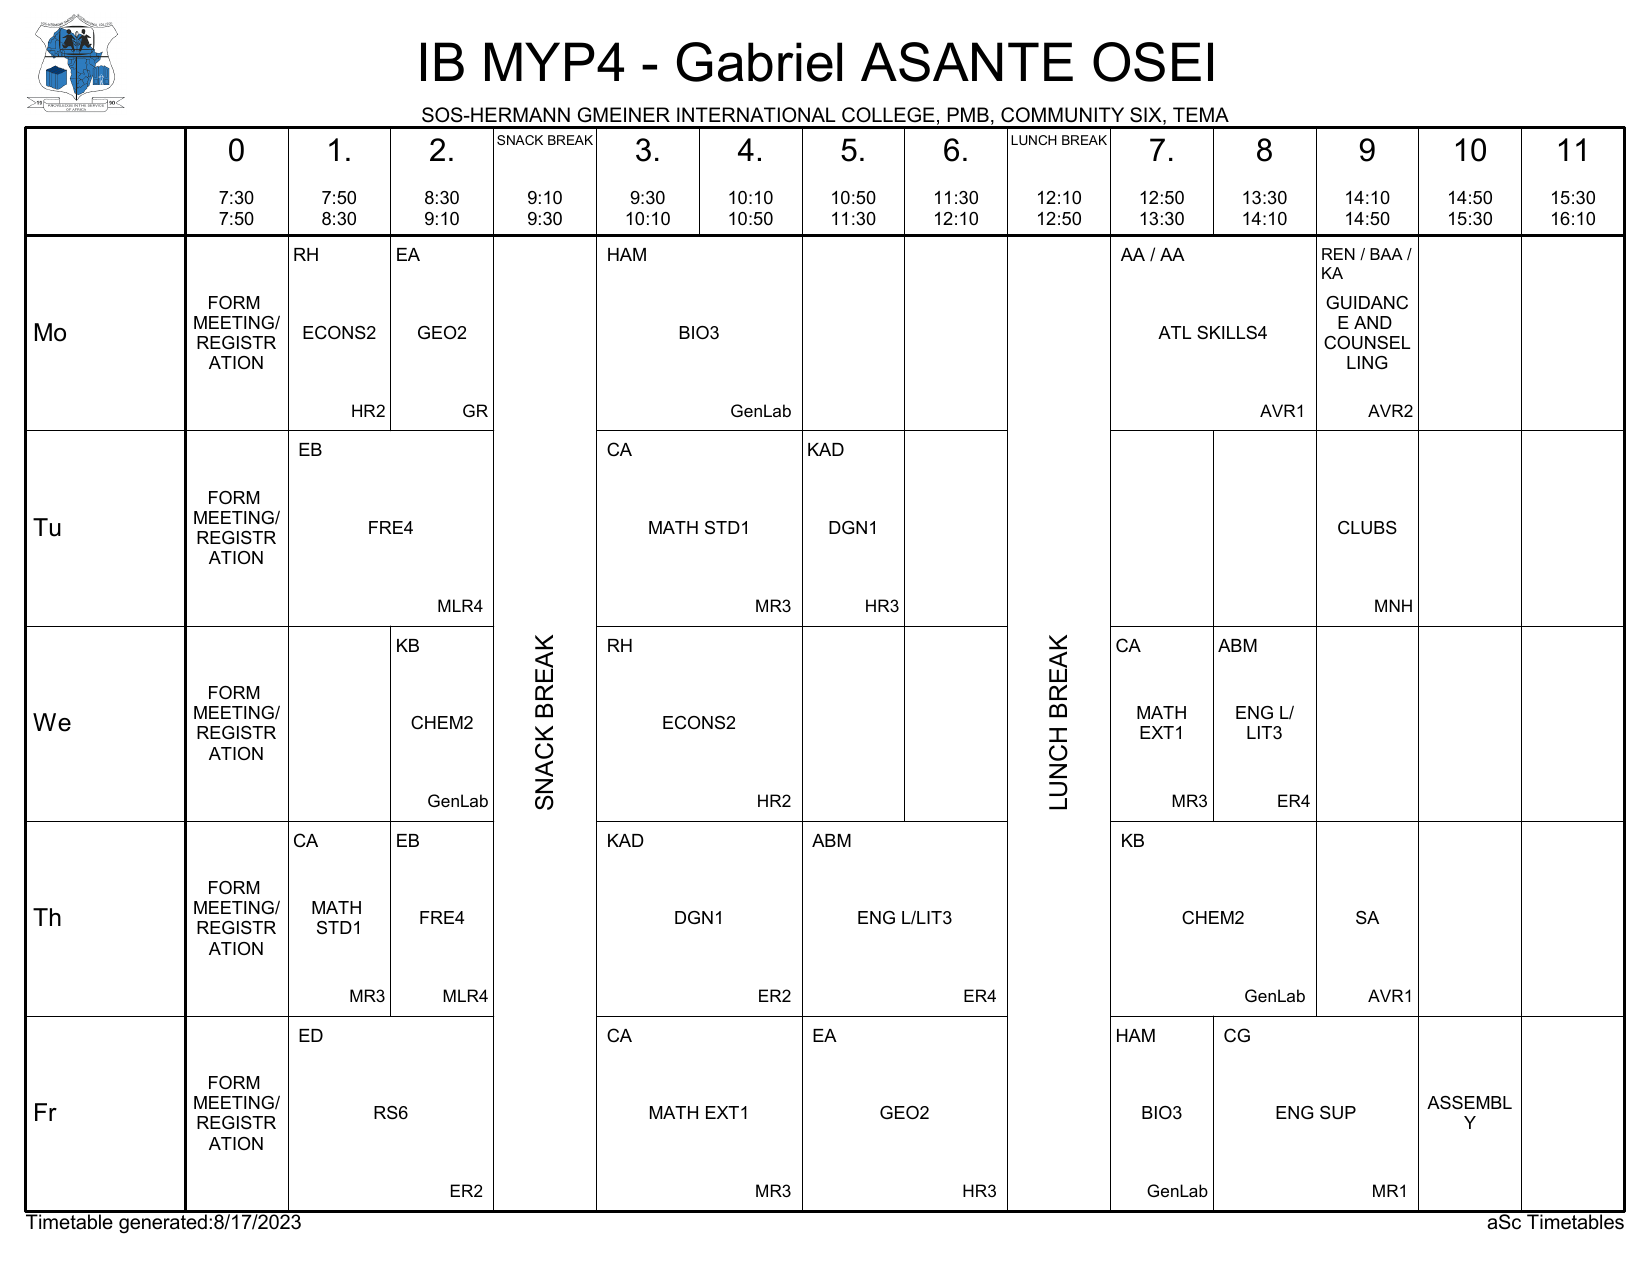 IB MYP4 - Gabriel ASANTE OSEI
SOS-HERMANN GMEINER INTERNATIONAL COLLEGE, PMB, COMMUNITY SIX, TEMA
19 90
KNOWLEDGE IN THE SERVICE
OF AFRICA
0 1. 2. SNACK BREAK 3. 4. 5. 6. LUNCH BREAK 7. 8 9 10 11
7:30 7:50 8:30 9:10 9:30 10:10 10:50 11:30 12:10 12:50 13:30 14:10 14:50 15:30
7:50 8:30 9:10 9:30 10:10 10:50 11:30 12:10 12:50 13:30 14:10 14:50 15:30 16:10
Mo
FORM
MEETING/
REGISTR
ATION
RH
ECONS2
HR2
EA
GEO2
GR
HAM
BIO3
GenLab
AA / AA
ATL SKILLS4
AVR1
REN / BAA /
KA
GUIDANC
E AND
COUNSEL
LING
AVR2
Tu
FORM
MEETING/
REGISTR
ATION
EB
FRE4
MLR4
CA
MATH STD1
MR3
KAD
DGN1
HR3
CLUBS
MNH
SNACK BREAK
LUNCH BREAK
We
FORM
MEETING/
REGISTR
ATION
KB
CHEM2
GenLab
RH
ECONS2
HR2
CA
MATH
EXT1
MR3
ABM
ENG L/
LIT3
ER4
Th
FORM
MEETING/
REGISTR
ATION
CA
MATH
STD1
MR3
EB
FRE4
MLR4
KAD
DGN1
ER2
ABM
ENG L/LIT3
ER4
KB
CHEM2
GenLab
SA
AVR1
Fr
FORM
MEETING/
REGISTR
ATION
ED
RS6
ER2
CA
MATH EXT1
MR3
EA
GEO2
HR3
HAM
BIO3
GenLab
CG
ENG SUP
MR1
ASSEMBL
Y
Timetable generated:8/17/2023
aSc Timetables